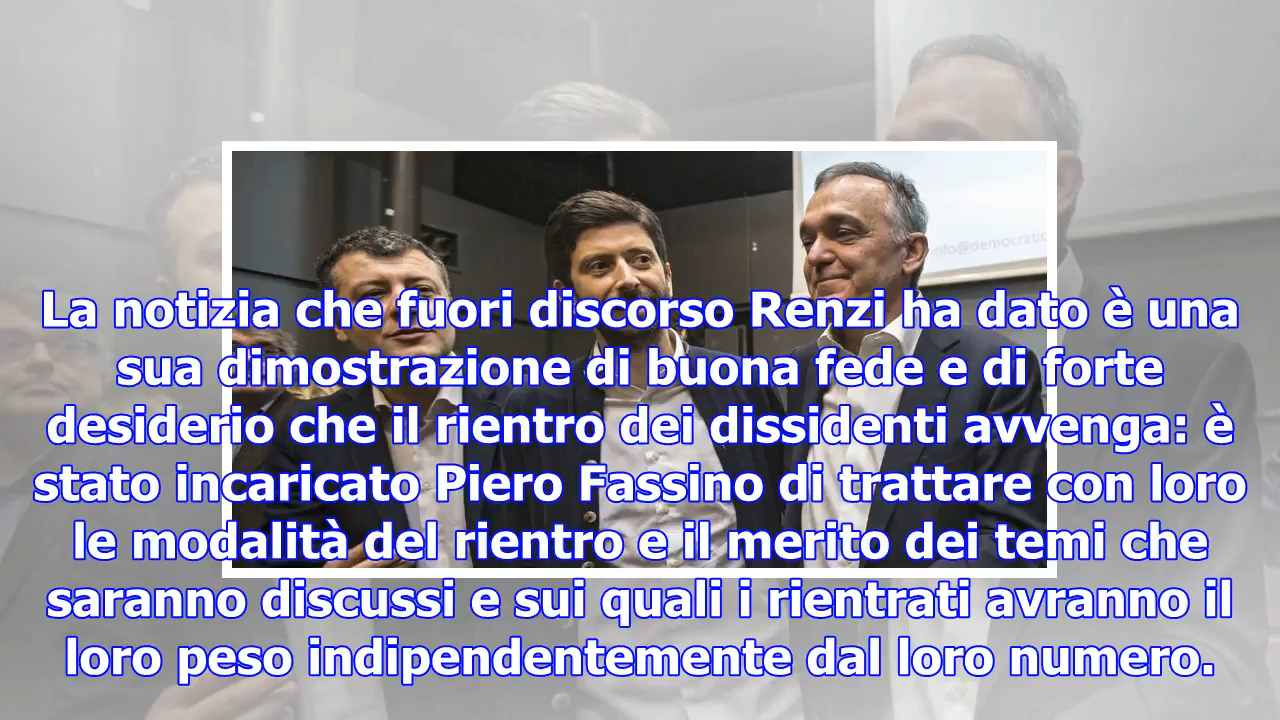 info@democratic
La notizia che fuori discorso Renzi ha dato è una
sua dimostrazione di buona fede e di forte
desiderio che il rientro dei dissidenti avvenga: è
stato incaricato Piero Fassino di trattare con loro
le modalità del rientro e il merito dei temi che
saranno discussi e sui quali i rientrati avranno il
loro peso indipendentemente dal loro numero.